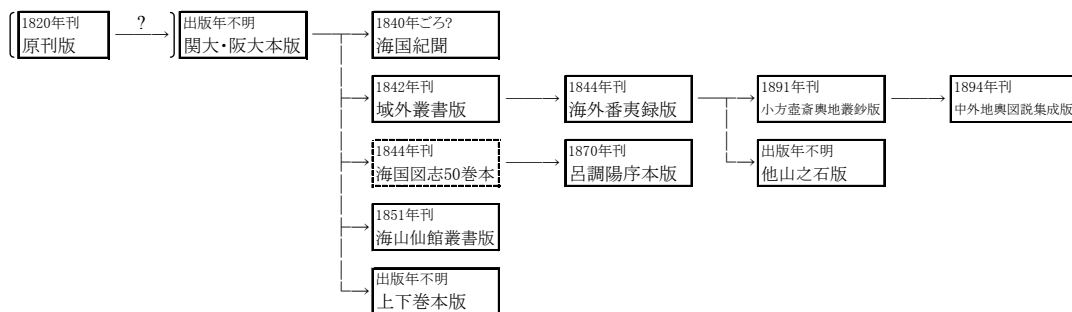 1820年刊
原刊版
?
出版年不明
関大・阪大本版
1840年ごろ?
海国紀聞
1842年刊
域外叢書版
1844年刊
海外番夷録版
1891年刊
小方壺斎輿地叢鈔版
1894年刊
中外地輿図説集成版
1844年刊
海国図志50巻本
1870年刊
呂調陽序本版
出版年不明
他山之石版
1851年刊
海山仙館叢書版
出版年不明
上下巻本版